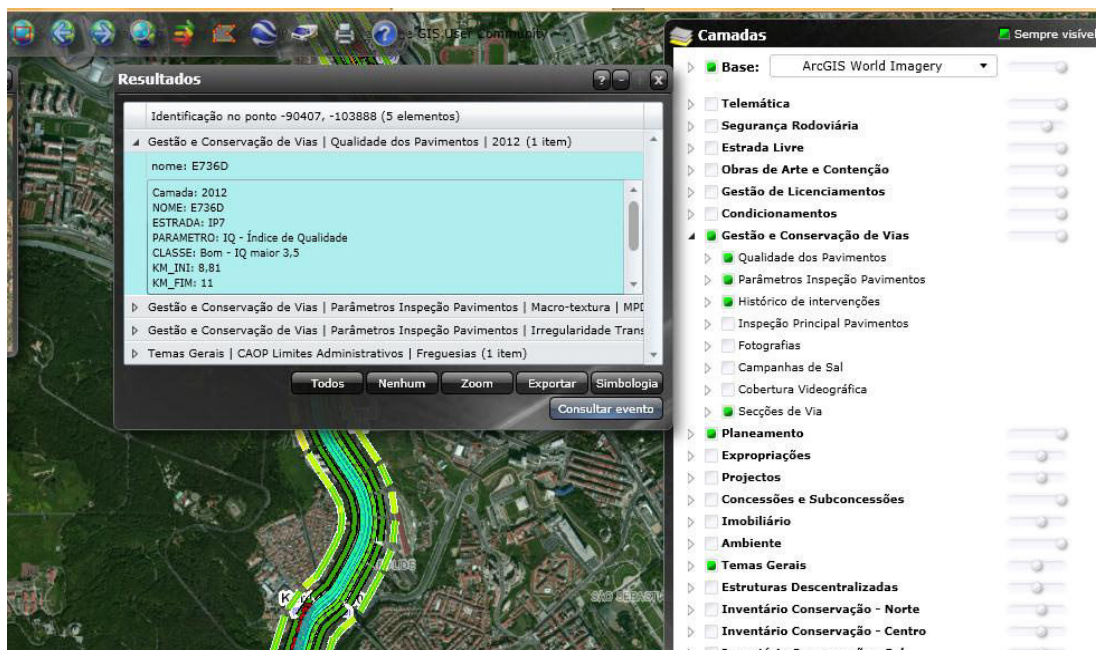 GIS User Community
Resultados
Identificação no ponto -90407, -103888 (5 elementos)
Gestão e Conservação de Vias | Qualidade dos Pavimentos | 2012 (1 item)
nome: E736D
Camada: 2012
NOME: E736D
ESTRADA: IP7
PARAMETRO: IQ - Índice de Qualidade
CLASSE: Bom - IQ maior 3,5
KM_INI: 8,81
KM_FIM: 11
Gestão e Conservação de Vias | Parâmetros Inspeção Pavimentos | Macro-textura | MPD
Gestão e Conservação de Vias | Parâmetros Inspeção Pavimentos | Irregularidade Trans
Temas Gerais | CAOP Limites Administrativos | Freguesias (1 item)
Todos Nenhum Zoom Exportar Simbologia
Consultar evento
SÃO SEBASTI
Camadas
Sempre visível
Base: ArcGIS World Imagery
Telemática
Segurança Rodoviária
Estrada Livre
Obras de Arte e Contenção
Gestão de Licenciamentos
Condicionamentos
Gestão e Conservação de Vias
Qualidade dos Pavimentos
Parâmetros Inspeção Pavimentos
Histórico de intervenções
Inspeção Principal Pavimentos
Fotografias
Campanhas de Sal
Cobertura Videográfica
Secções de Via
Planeamento
Expropriações
Projectos
Concessões e Subconcessões
Imobiliário
Ambiente
Temas Gerais
Estruturas Descentralizadas
Inventário Conservação - Norte
Inventário Conservação - Centro